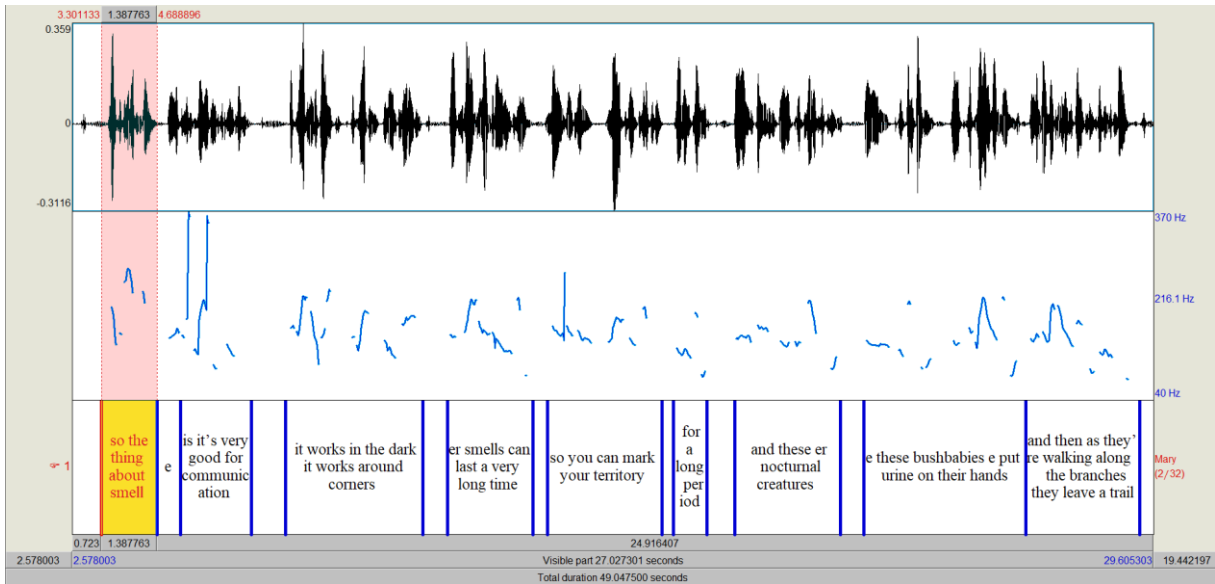 3.301133 1.387763 4.688896
0.359
0
-0.3116
370 Hz
216.1 Hz
40 Hz
1
so the
thing
about
smell
e
is it's very
good for
communic
ation
it works in the dark
it works around
corners
er smells can
last a very
long time
so you can mark
your territory
for
a
long
per
iod
and these er
nocturnal
creatures
e these bushbabies e put
urine on their hands
and then as they'
re walking along
the branches
they leave a trail
Mary
(2/32)
0.723 1.387763 24.916407
2.578003 2.578003 Visible part 27.027301 seconds 29.605303 19.442197
Total duration 49.047500 seconds